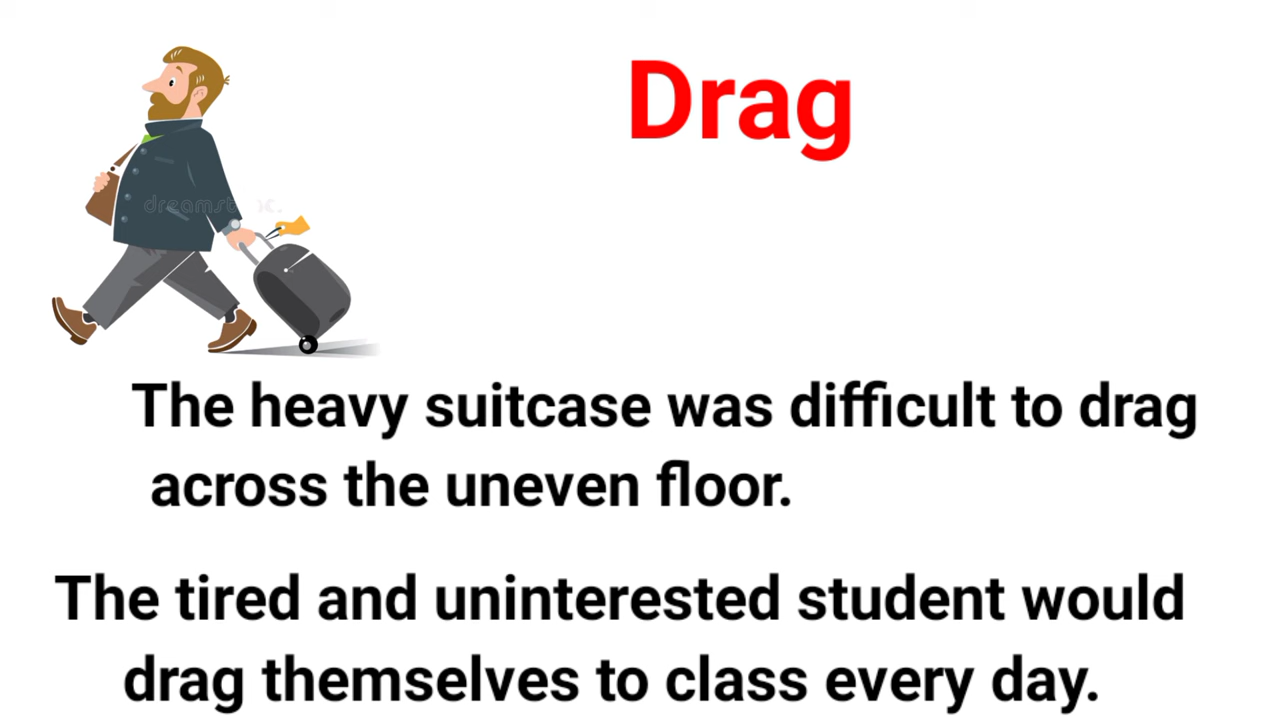 Drag
dreamst
The heavy suitcase was difficult to drag
across the uneven floor.
The tired and uninterested student would
drag themselves to class every day.